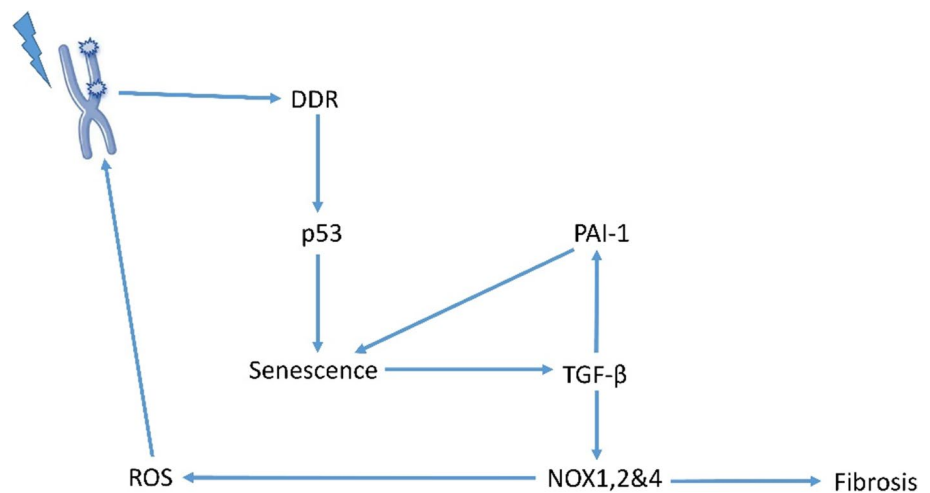 DDR
p53
PAI-1
Senescence
TGF-β
ROS
NOX1,2&4
Fibrosis